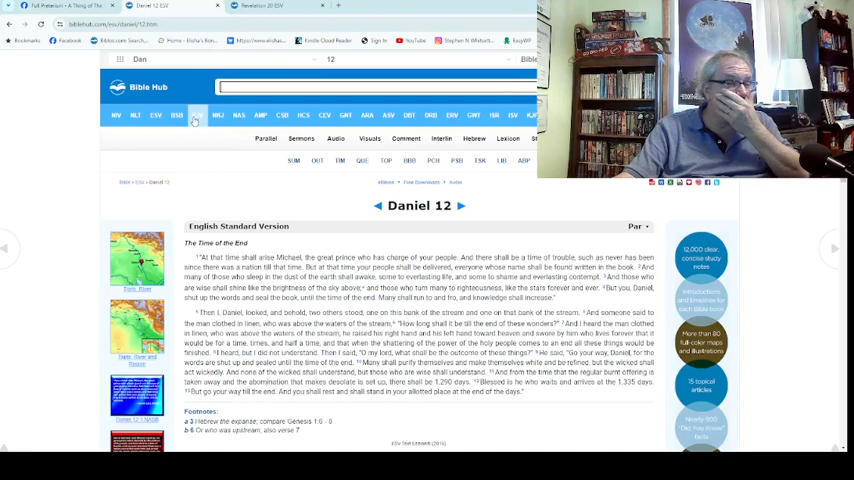 Full Preterism - A Thing of The
Daniel 12 ESV
Revelation 20 ESV
biblehub.com/esv/daniel/12.htm
Bookmarks
Facebook
Kindle Cloud Reader
Sign In
YouTube
EasyWP
Dan
12
Bible
Bible Hub
NIV NLT ESV BSB NKJ NAS AMP CSB HCS CEV GNT ARA ASV DBT DRB ERV GWT ISR ISV KJV
Parallel Sermons Audio Visuals Comment Interlin Hebrew Lexicon
SUM OUT TIM QUE TOP BBB PCH PSB TSK LIB ABP
Bible > ESV > Daniel 12
◄ Daniel 12 ►
English Standard Version
Par ▾
The Time of the End
1"At that time shall arise Michael, the great prince who has charge of your people. And there shall be a time of trouble, such as never has been
since there was a nation till that time. But at that time your people shall be delivered, everyone whose name shall be found written in the book. 2And
many of those who sleep in the dust of the earth shall awake, some to everlasting life, and some to shame and everlasting contempt. 3And those who
are wise shall shine like the brightness of the sky above;a and those who turn many to righteousness, like the stars forever and ever. 4But you, Daniel,
shut up the words and seal the book, until the time of the end. Many shall run to and fro, and knowledge shall increase."
5Then I, Daniel, looked, and behold, two others stood, one on this bank of the stream and one on that bank of the stream. 6And someone said to
the man clothed in linen, who was above the waters of the stream,b "How long shall it be till the end of these wonders?" 7And I heard the man clothed
in linen, who was above the waters of the stream; he raised his right hand and his left hand toward heaven and swore by him who lives forever that it
would be for a time, times, and half a time, and that when the shattering of the power of the holy people comes to an end all these things would be
finished. 8I heard, but I did not understand. Then I said, "O my lord, what shall be the outcome of these things?" 9He said, "Go your way, Daniel, for the
words are shut up and sealed until the time of the end. 10Many shall purify themselves and make themselves white and be refined, but the wicked shall
act wickedly. And none of the wicked shall understand, but those who are wise shall understand. 11And from the time that the regular burnt offering is
taken away and the abomination that makes desolate is set up, there shall be 1,290 days. 12Blessed is he who waits and arrives at the 1,335 days.
13But go your way till the end. And you shall rest and shall stand in your allotted place at the end of the days."
Footnotes:
a 3 Hebrew the expanse; compare Genesis 1:6–8
b 6 Or who was upstream; also verse 7
Tigris River
Tigris River and
Region
12,000 clear,
concise study
notes
Introductions
and timelines for
each Bible book
More than 80
full-color maps
and illustrations
15 topical
articles
Nearly 900
"Did You Know"
facts